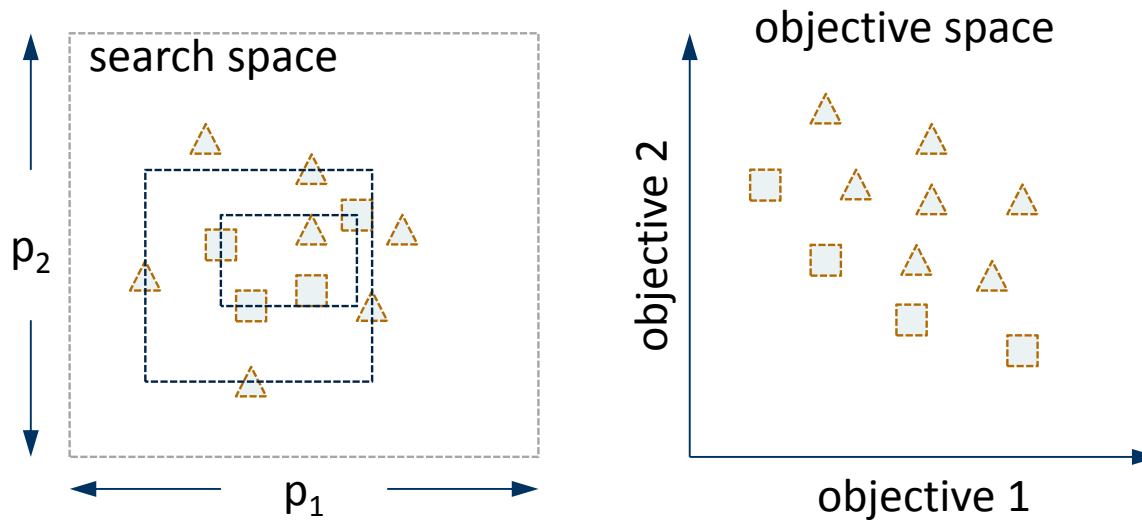 search space
p₂
p₁
objective space
objective 2
objective 1